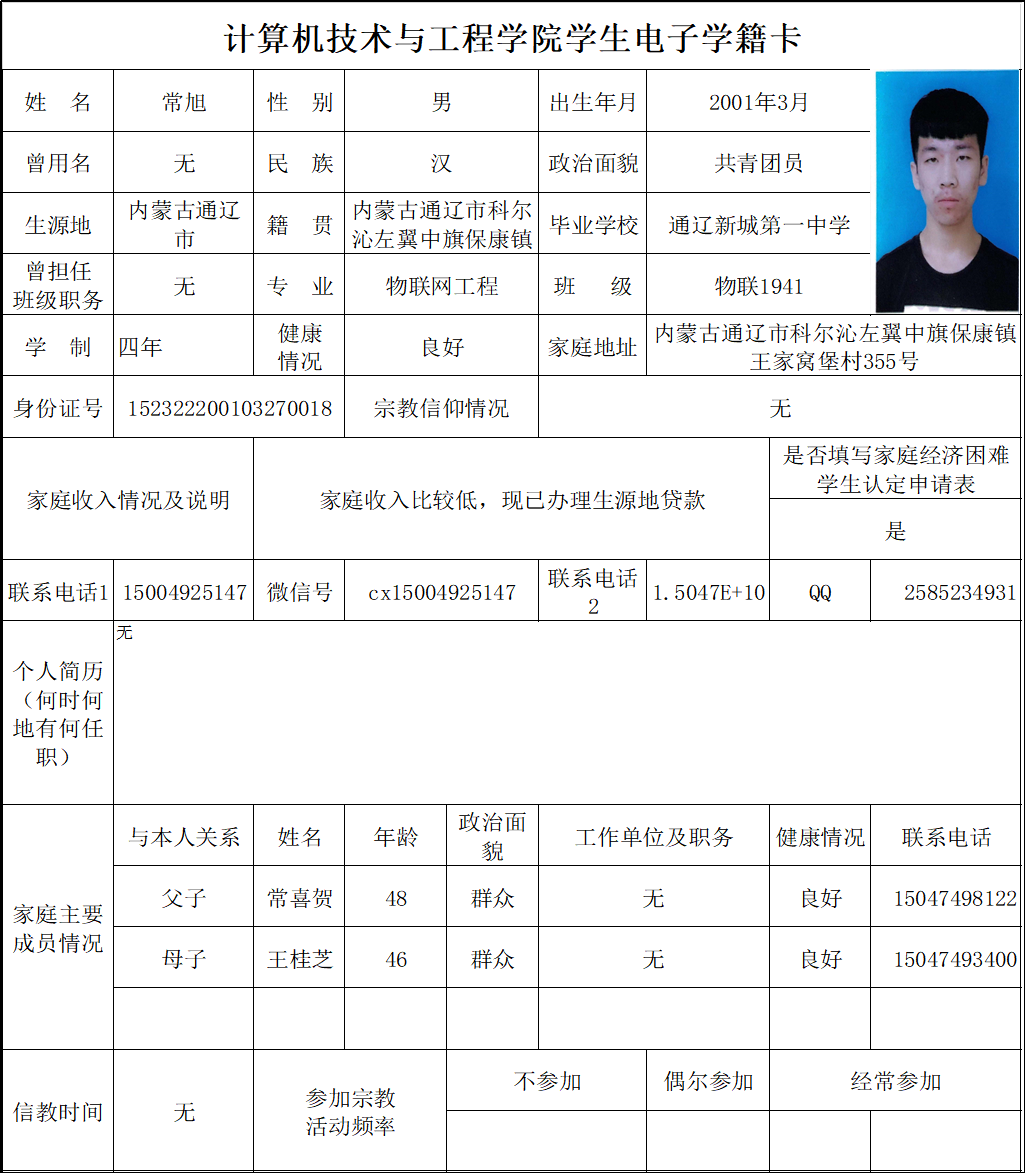 计算机技术与工程学院学生电子学籍卡
姓 名 常旭 性 别 男 出生年月 2001年3月
曾用名 无 民 族 汉 政治面貌 共青团员
生源地 内蒙古通辽市 籍 贯 内蒙古通辽市科尔沁左翼中旗保康镇 毕业学校 通辽新城第一中学
曾担任班级职务 无 专 业 物联网工程 班 级 物联1941
学 制 四年 健康情况 良好 家庭地址 内蒙古通辽市科尔沁左翼中旗保康镇王家窝堡村355号
身份证号 152322200103270018 宗教信仰情况 无
家庭收入情况及说明 家庭收入比较低，现已办理生源地贷款 是否填写家庭经济困难学生认定申请表
是
联系电话1 15004925147 微信号 cx15004925147 联系电话2 1.5047E+10 QQ 2585234931
个人简历（何时何地有何任职） 无
家庭主要成员情况 与本人关系 姓名 年龄 政治面貌 工作单位及职务 健康情况 联系电话
父子 常喜贺 48 群众 无 良好 15047498122
母子 王桂芝 46 群众 无 良好 15047493400
信教时间 无 参加宗教活动频率 不参加 偶尔参加 经常参加